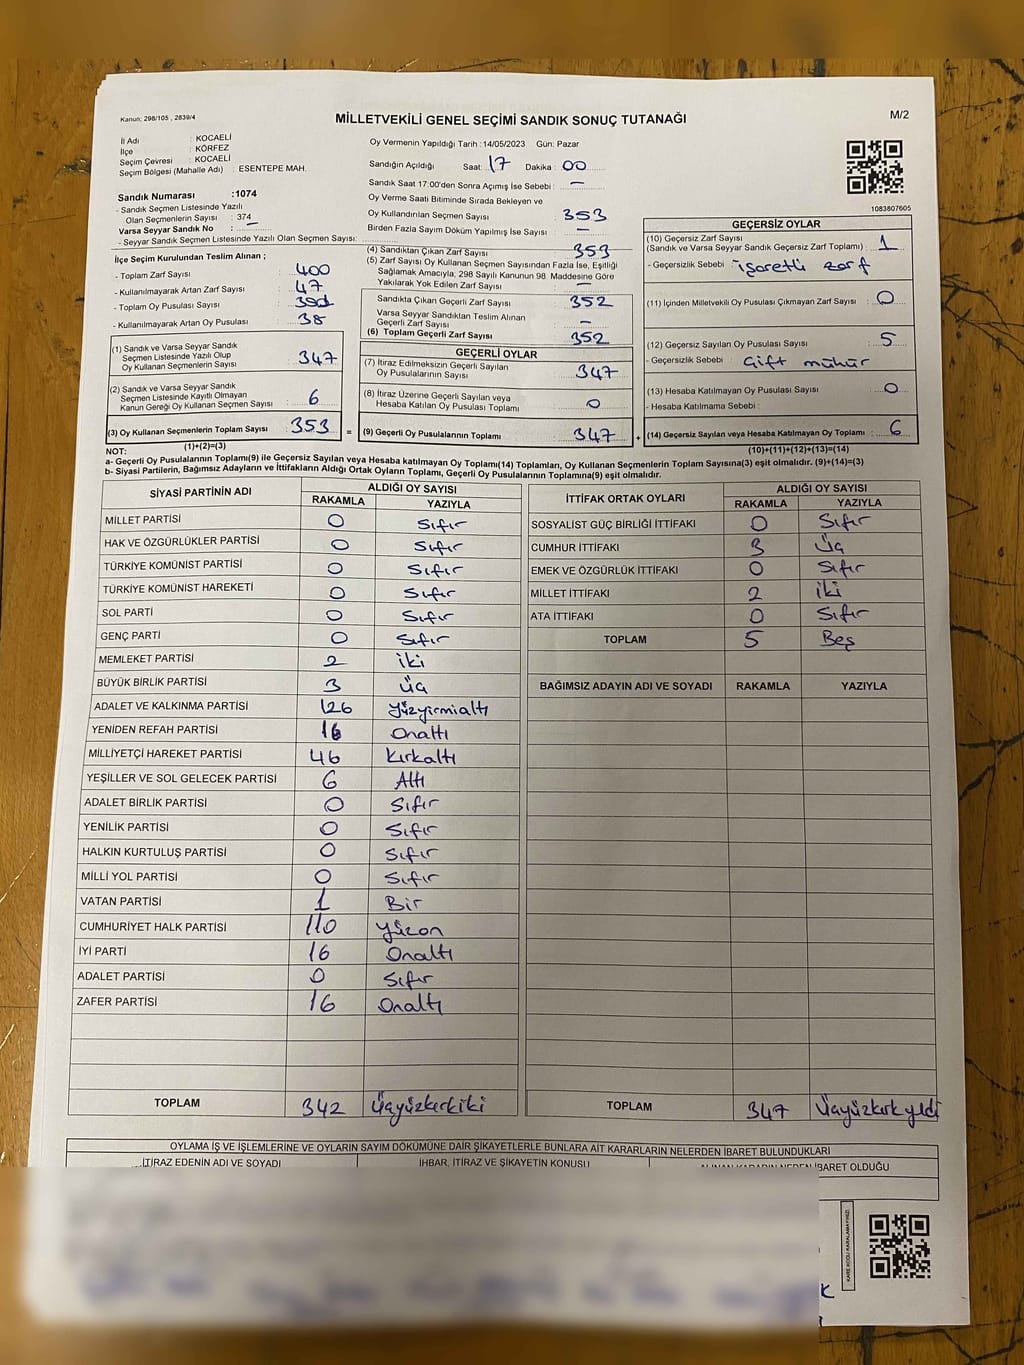 Kanun: 298/105 , 2839/4
MİLLETVEKİLİ GENEL SEÇİMİ SANDIK SONUÇ TUTANAĞI
M/2
İl Adı : KOCAELİ
İlçe : KÖRFEZ
Seçim Çevresi : KOCAELİ
Seçim Bölgesi (Mahalle Adı) : ESENTEPE MAH.
Oy Vermenin Yapıldığı Tarih : 14/05/2023 Gün: Pazar
Sandığın Açıldığı Saat: 17 Dakika : 00
Sandık Saat 17:00'den Sonra Açımış İse Sebebi : -
Oy Verme Saati Bitiminde Sırada Bekleyen ve
Oy Kullandırılan Seçmen Sayısı : 353
Birden Fazla Sayım Döküm Yapılmış İse Sayısı : -
1083807605
Sandık Numarası :1074
- Sandık Seçmen Listesinde Yazılı
Olan Seçmenlerin Sayısı : 374
Varsa Seyyar Sandık No : -
- Seyyar Sandık Seçmen Listesinde Yazılı Olan Seçmen Sayısı:
İlçe Seçim Kurulundan Teslim Alınan ;
- Toplam Zarf Sayısı : 400
- Kullanılmayarak Artan Zarf Sayısı : 47
- Toplam Oy Pusulası Sayısı :
- Kullanılmayarak Artan Oy Pusulası : 38
(1) Sandık ve Varsa Seyyar Sandık
Seçmen Listesinde Yazılı Olup
Oy Kullanan Seçmenlerin Sayısı : 347
(2) Sandık ve Varsa Seyyar Sandık
Seçmen Listesinde Kayıtlı Olmayan
Kanun Gereği Oy Kullanan Seçmen Sayısı : 6
(3) Oy Kullanan Seçmenlerin Toplam Sayısı : 353
(1)+(2)=(3)
(4) Sandıktan Çıkan Zarf Sayısı : 353
(5) Zarf Sayısı Oy Kullanan Seçmen Sayısından Fazla İse, Eşitliği
Sağlamak Amacıyla; 298 Sayılı Kanunun 98. Maddesine Göre
Yakılarak Yok Edilen Zarf Sayısı : -
Sandıkta Çıkan Geçerli Zarf Sayısı : 352
Varsa Seyyar Sandıktan Teslim Alınan
Geçerli Zarf Sayısı : -
(6) Toplam Geçerli Zarf Sayısı : 352
GEÇERLİ OYLAR
(7) İtiraz Edilmeksizin Geçerli Sayılan
Oy Pusulalarının Sayısı : 347
(8) İtiraz Üzerine Geçerli Sayılan veya
Hesaba Katılan Oy Pusulası Toplamı : 0
= (9) Geçerli Oy Pusulalarının Toplamı : 347
GEÇERSİZ OYLAR
(10) Geçersiz Zarf Sayısı
(Sandık ve Varsa Seyyar Sandık Geçersiz Zarf Toplamı) : 1
- Geçersizlik Sebebi : işaretli zarf
(11) İçinden Milletvekili Oy Pusulası Çıkmayan Zarf Sayısı : 0
(12) Geçersiz Sayılan Oy Pusulası Sayısı : 5
- Geçersizlik Sebebi : Çift mühür
(13) Hesaba Katılmayan Oy Pusulası Sayısı : 0
- Hesaba Katılmama Sebebi :
+ (14) Geçersiz Sayılan veya Hesaba Katılmayan Oy Toplamı : 6
(10)+(11)+(12)+(13)=(14)
NOT:
a- Geçerli Oy Pusulalarının Toplamı(9) ile Geçersiz Sayılan veya Hesaba katılmayan Oy Toplamı(14) Toplamları, Oy Kullanan Seçmenlerin Toplam Sayısına(3) eşit olmalıdır. (9)+(14)=(3)
b- Siyasi Partilerin, Bağımsız Adayların ve İttifakların Aldığı Ortak Oyların Toplamı, Geçerli Oy Pusulalarının Toplamına(9) eşit olmalıdır.
SİYASİ PARTİNİN ADI ALDIĞI OY SAYISI
RAKAMLA YAZIYLA
MİLLET PARTİSİ 0 Sıfır
HAK VE ÖZGÜRLÜKLER PARTİSİ 0 Sıfır
TÜRKİYE KOMÜNİST PARTİSİ 0 Sıfır
TÜRKİYE KOMÜNİST HAREKETİ 0 Sıfır
SOL PARTİ 0 Sıfır
GENÇ PARTİ 0 Sıfır
MEMLEKET PARTİSİ 2 iki
BÜYÜK BİRLİK PARTİSİ 3 Üç
ADALET VE KALKINMA PARTİSİ 126 Yüzyirmialtı
YENİDEN REFAH PARTİSİ 16 Onaltı
MİLLİYETÇİ HAREKET PARTİSİ 46 Kırkaltı
YEŞİLLER VE SOL GELECEK PARTİSİ 6 Altı
ADALET BİRLİK PARTİSİ 0 Sıfır
YENİLİK PARTİSİ 0 Sıfır
HALKIN KURTULUŞ PARTİSİ 0 Sıfır
MİLLİ YOL PARTİSİ 0 Sıfır
VATAN PARTİSİ 1 Bir
CUMHURİYET HALK PARTİSİ 110 Yüzon
İYİ PARTİ 16 Onaltı
ADALET PARTİSİ 0 Sıfır
ZAFER PARTİSİ 16 Onaltı
TOPLAM 342 Üçyüzkırkiki
İTTİFAK ORTAK OYLARI ALDIĞI OY SAYISI
RAKAMLA YAZIYLA
SOSYALİST GÜÇ BİRLİĞİ İTTİFAKI 0 Sıfır
CUMHUR İTTİFAKI 3 Üç
EMEK VE ÖZGÜRLÜK İTTİFAKI 0 Sıfır
MİLLET İTTİFAKI 2 iki
ATA İTTİFAKI 0 Sıfır
TOPLAM 5 Beş
BAĞIMSIZ ADAYIN ADI VE SOYADI RAKAMLA YAZIYLA
TOPLAM 347 Üçyüzkırkyedi
OYLAMA İŞ VE İŞLEMLERİNE VE OYLARIN SAYIM DÖKÜMÜNE DAİR ŞİKAYETLERLE BUNLARA AİT KARARLARIN NELERDEN İBARET BULUNDUKLARI
İTİRAZ EDENİN ADI VE SOYADI İHBAR, İTİRAZ VE ŞİKAYETİN KONUSU ALINAN KARARIN NEDEN İBARET OLDUĞU
KARE KODU KARALAMAYINIZ.